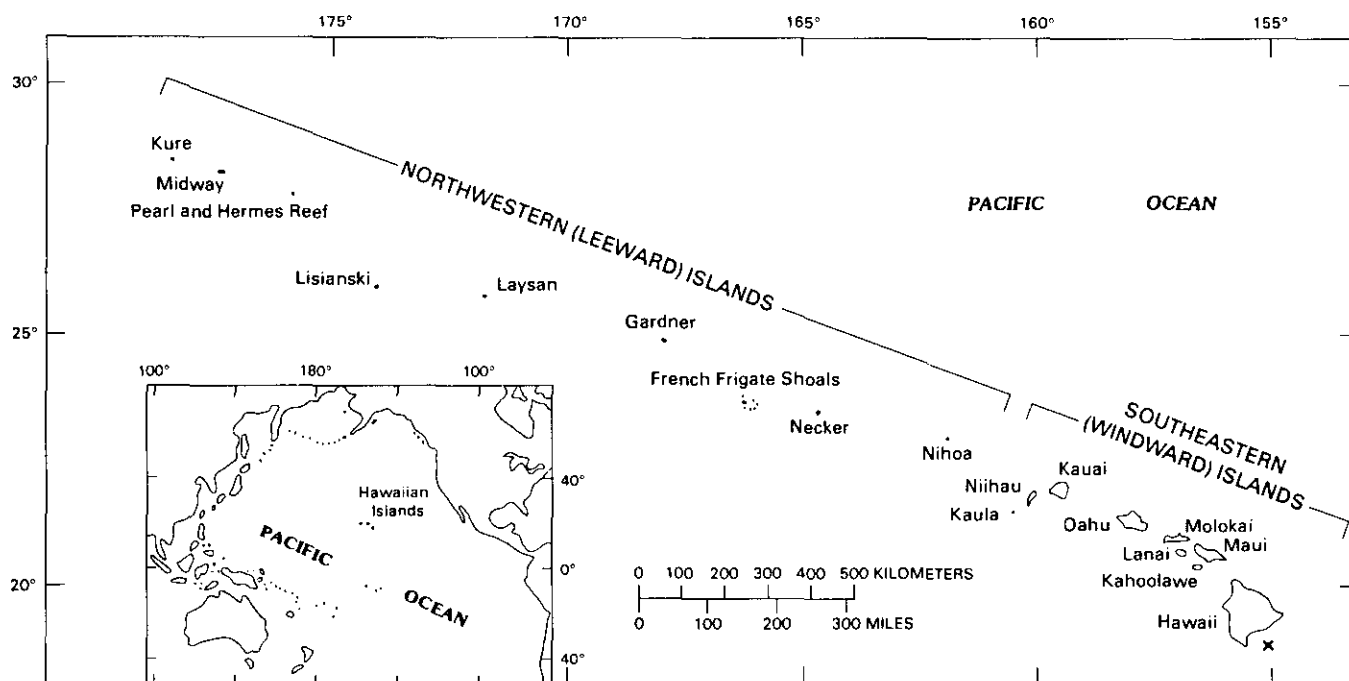 175° 170° 165° 160° 155°
30°
Kure
Midway
Pearl and Hermes Reef
NORTHWESTERN (LEEWARD) ISLANDS
PACIFIC OCEAN
Lisianski
Laysan
25°
Gardner
French Frigate Shoals
Necker
Nihoa
SOUTHEASTERN
(WINDWARD) ISLANDS
Kauai
Niihau
Kaula
Oahu
Molokai
Lanai
Maui
Kahoolawe
20°
Hawaii
x
0 100 200 300 400 500 KILOMETERS
0 100 200 300 MILES
100° 180° 100°
40°
Hawaiian
Islands
PACIFIC
0°
OCEAN
40°